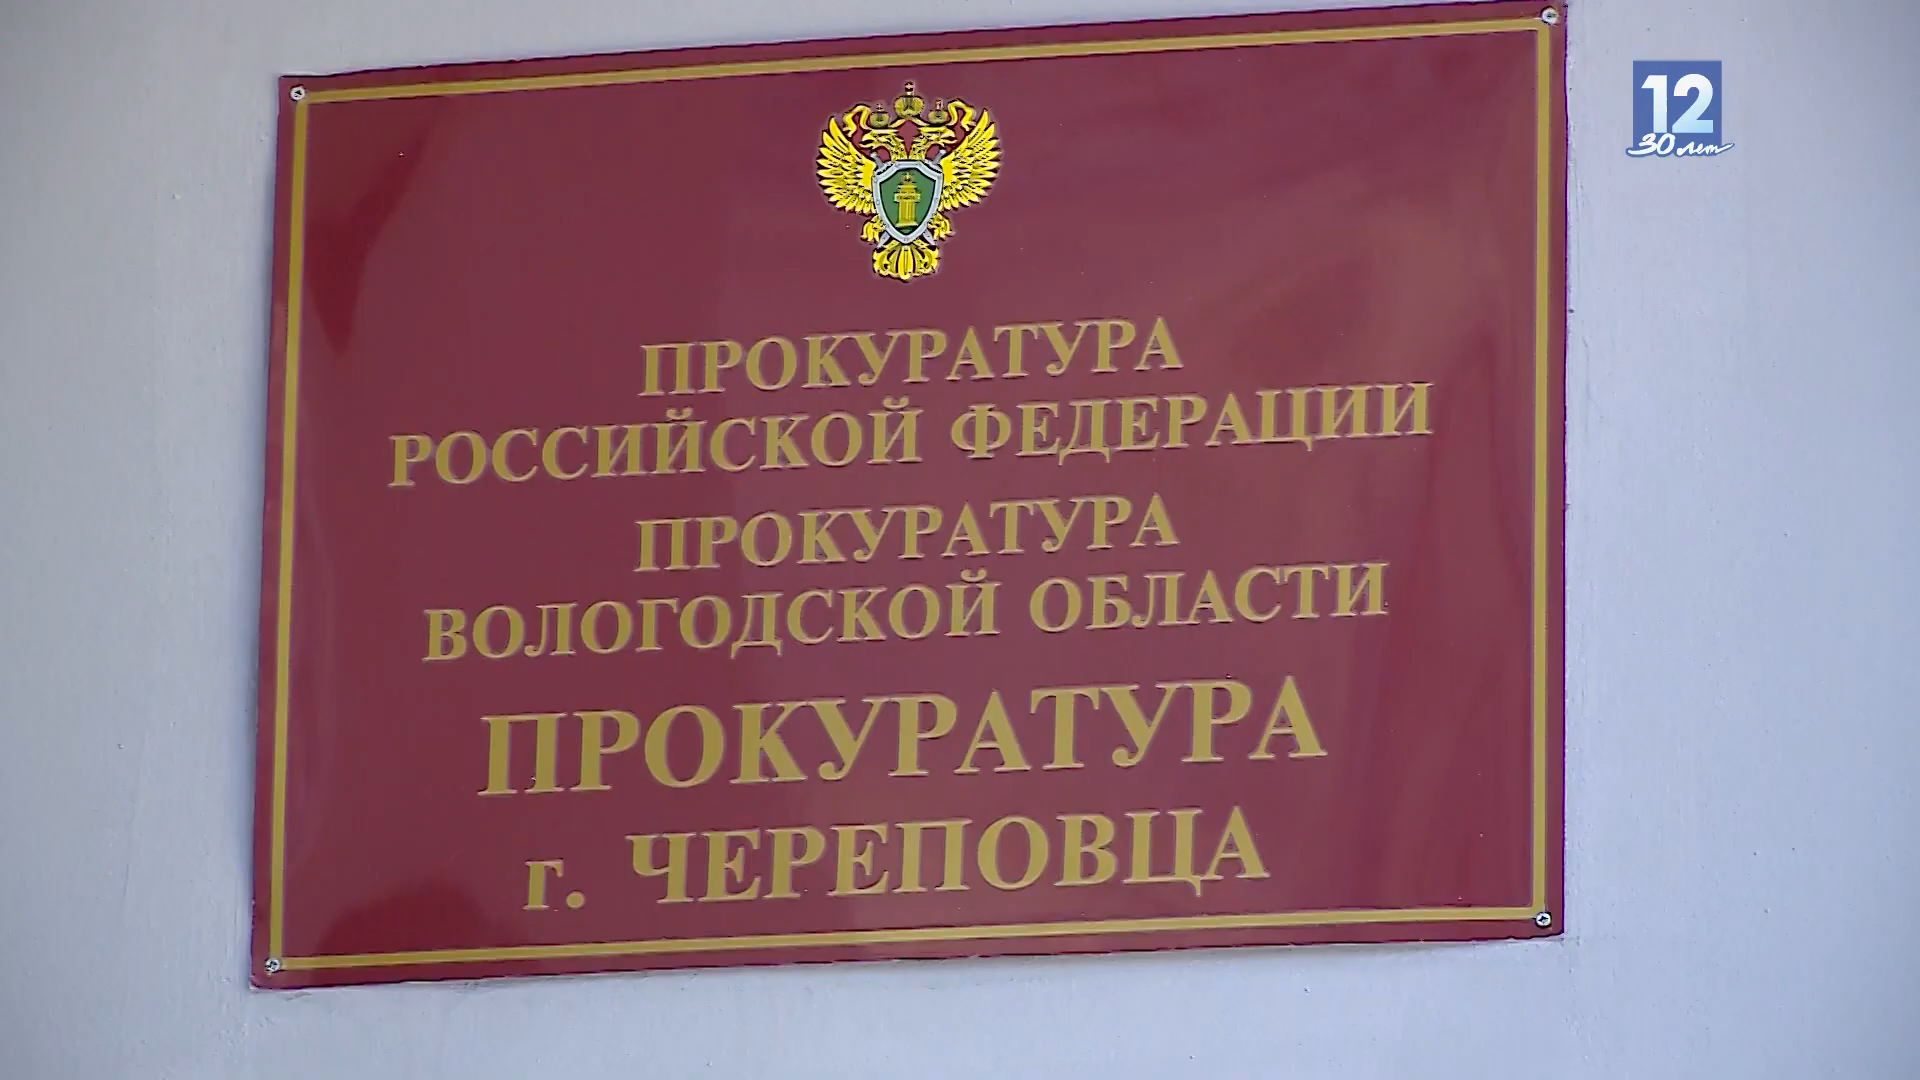 12
30 лет
ПРОКУРАТУРА
РОССИЙСКОЙ ФЕДЕРАЦИИ
ПРОКУРАТУРА
ВОЛОГОДСКОЙ ОБЛАСТИ
ПРОКУРАТУРА
г. ЧЕРЕПОВЦА